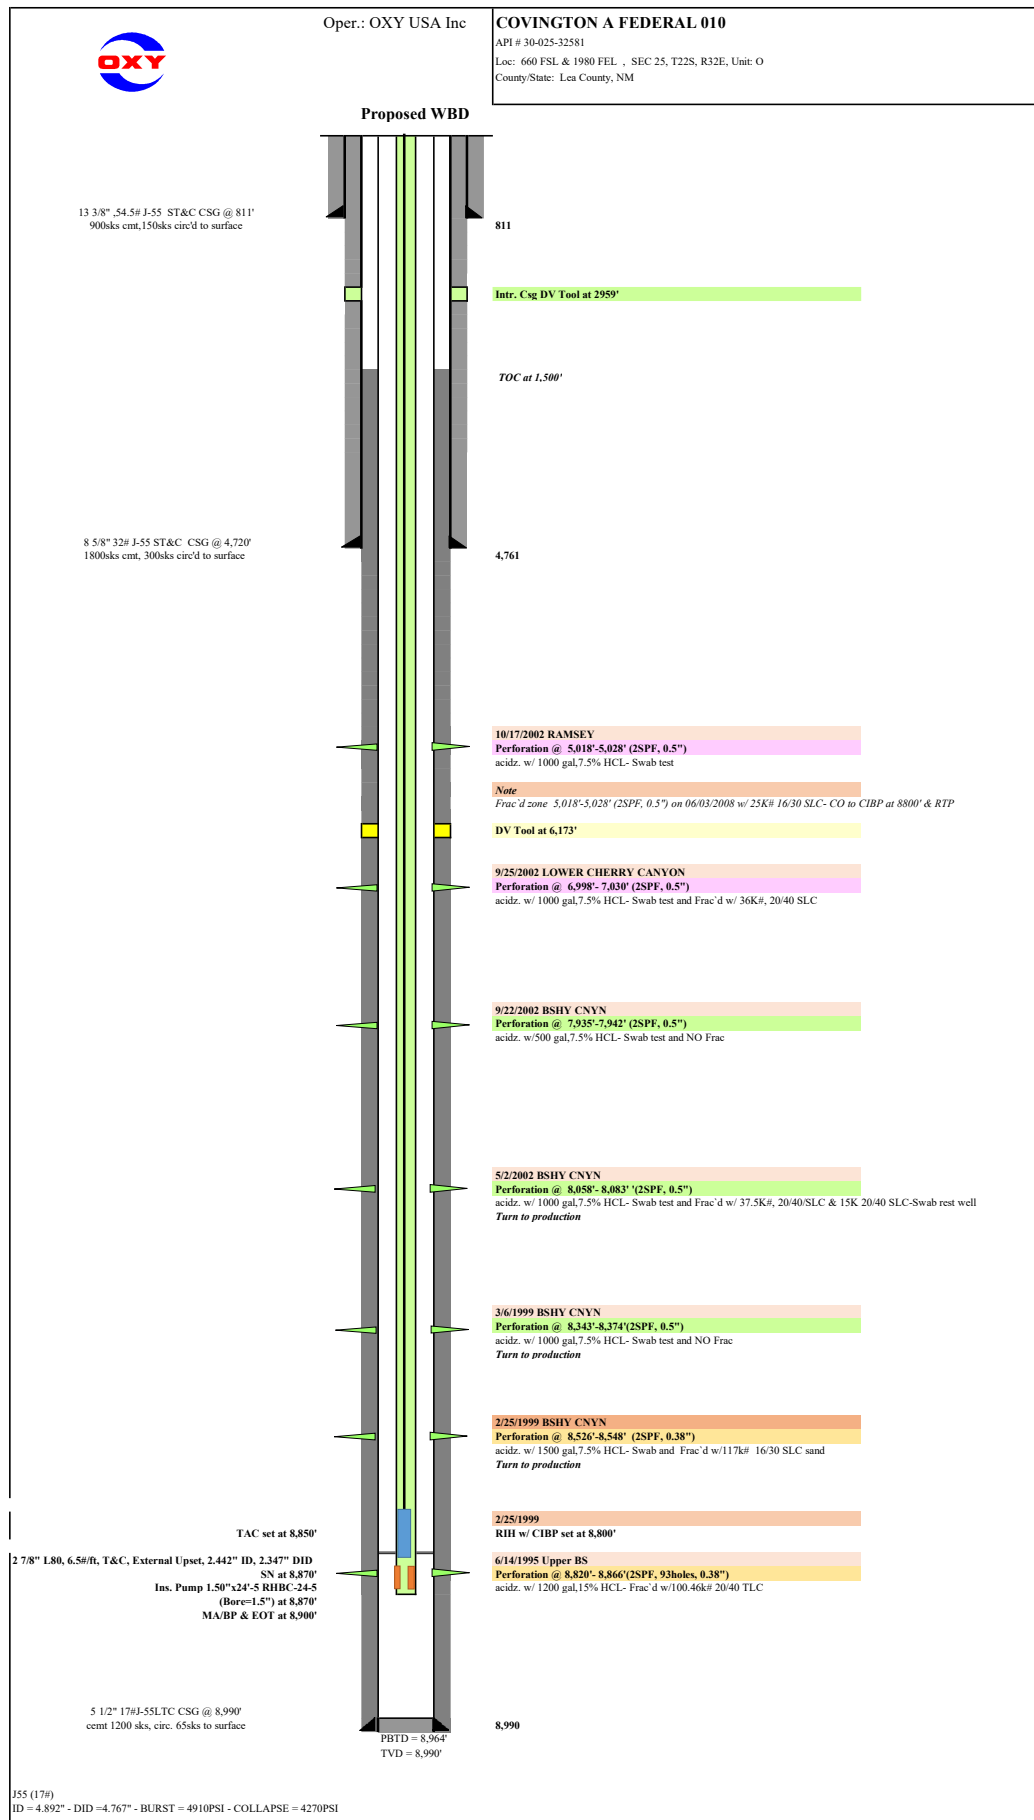 OXY
Oper.: OXY USA Inc
COVINGTON A FEDERAL 010
API # 30-025-32581
Loc: 660 FSL & 1980 FEL , SEC 25, T22S, R32E, Unit: O
County/State: Lea County, NM
Proposed WBD
13 3/8" ,54.5# J-55 ST&C CSG @ 811'
900sks cmt,150sks circ'd to surface
811
Intr. Csg DV Tool at 2959'
TOC at 1,500'
8 5/8" 32# J-55 ST&C CSG @ 4,720'
1800sks cmt, 300sks circ'd to surface
4,761
10/17/2002 RAMSEY
Perforation @ 5,018'-5,028' (2SPF, 0.5")
acidz. w/ 1000 gal,7.5% HCL- Swab test
Note
Frac`d zone 5,018'-5,028' (2SPF, 0.5") on 06/03/2008 w/ 25K# 16/30 SLC- CO to CIBP at 8800' & RTP
DV Tool at 6,173'
9/25/2002 LOWER CHERRY CANYON
Perforation @ 6,998'- 7,030' (2SPF, 0.5")
acidz. w/ 1000 gal,7.5% HCL- Swab test and Frac`d w/ 36K#, 20/40 SLC
9/22/2002 BSHY CNYN
Perforation @ 7,935'-7,942' (2SPF, 0.5")
acidz. w/500 gal,7.5% HCL- Swab test and NO Frac
5/2/2002 BSHY CNYN
Perforation @ 8,058'- 8,083' '(2SPF, 0.5")
acidz. w/ 1000 gal,7.5% HCL- Swab test and Frac`d w/ 37.5K#, 20/40/SLC & 15K 20/40 SLC-Swab rest well
Turn to production
3/6/1999 BSHY CNYN
Perforation @ 8,343'-8,374'(2SPF, 0.5")
acidz. w/ 1000 gal,7.5% HCL- Swab test and NO Frac
Turn to production
2/25/1999 BSHY CNYN
Perforation @ 8,526'-8,548' (2SPF, 0.38")
acidz. w/ 1500 gal,7.5% HCL- Swab and Frac`d w/117k# 16/30 SLC sand
Turn to production
2/25/1999
TAC set at 8,850'
RIH w/ CIBP set at 8,800'
2 7/8" L80, 6.5#/ft, T&C, External Upset, 2.442" ID, 2.347" DID
SN at 8,870'
Ins. Pump 1.50"x24'-5 RHBC-24-5
(Bore=1.5") at 8,870'
MA/BP & EOT at 8,900'
6/14/1995 Upper BS
Perforation @ 8,820'- 8,866'(2SPF, 93holes, 0.38")
acidz. w/ 1200 gal,15% HCL- Frac`d w/100.46k# 20/40 TLC
5 1/2" 17#J-55LTC CSG @ 8,990'
cemt 1200 sks, circ. 65sks to surface
8,990
PBTD = 8,964'
TVD = 8,990'
J55 (17#)
ID = 4.892" - DID =4.767" - BURST = 4910PSI - COLLAPSE = 4270PSI